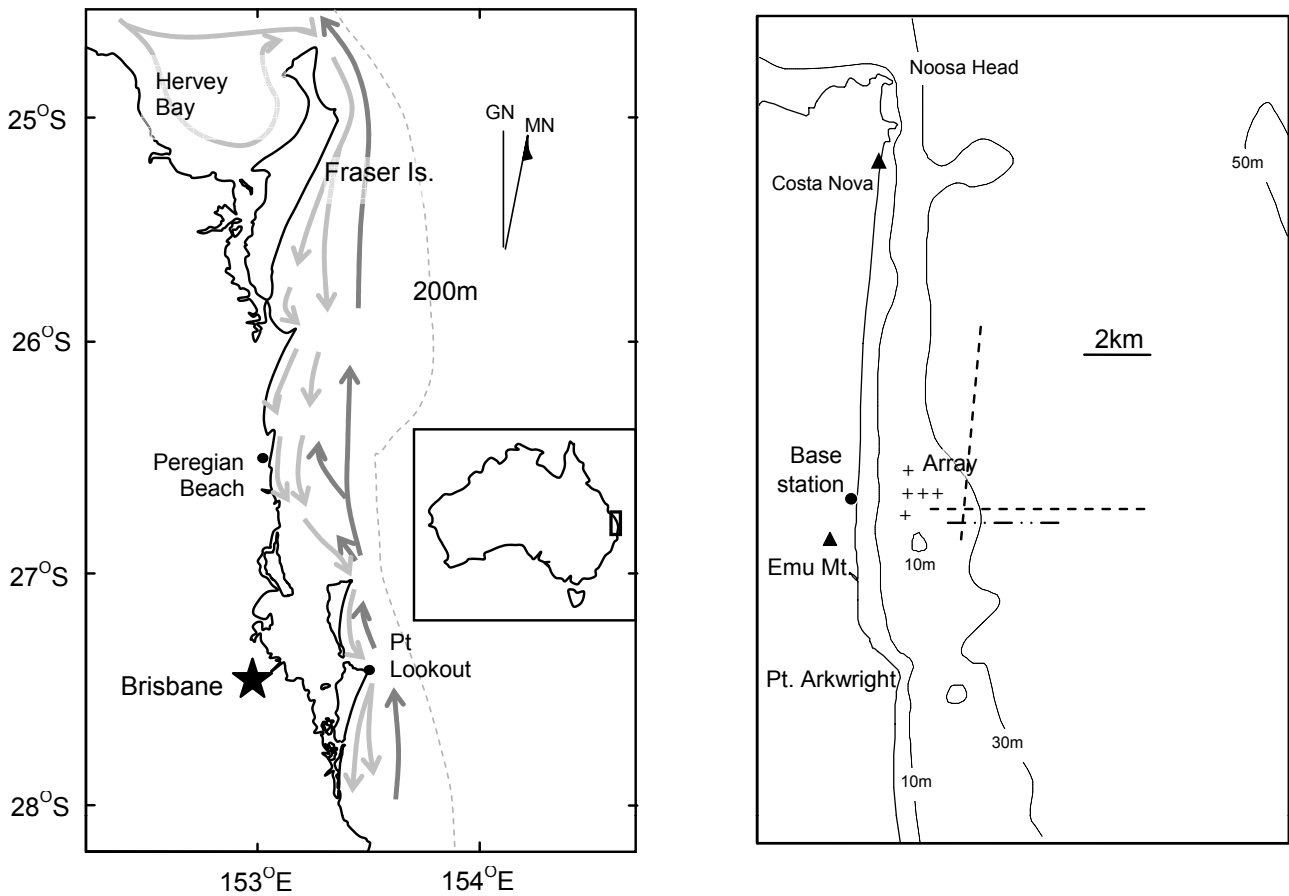 Hervey
Bay
25°S
GN
MN
Fraser Is.
200m
26°S
Peregian
Beach
27°S
Pt
Lookout
Brisbane
28°S
153°E
154°E
Noosa Head
50m
Costa Nova
2km
Base
station
Array
+
+++
+
10m
Emu Mt.
Pt. Arkwright
30m
10m